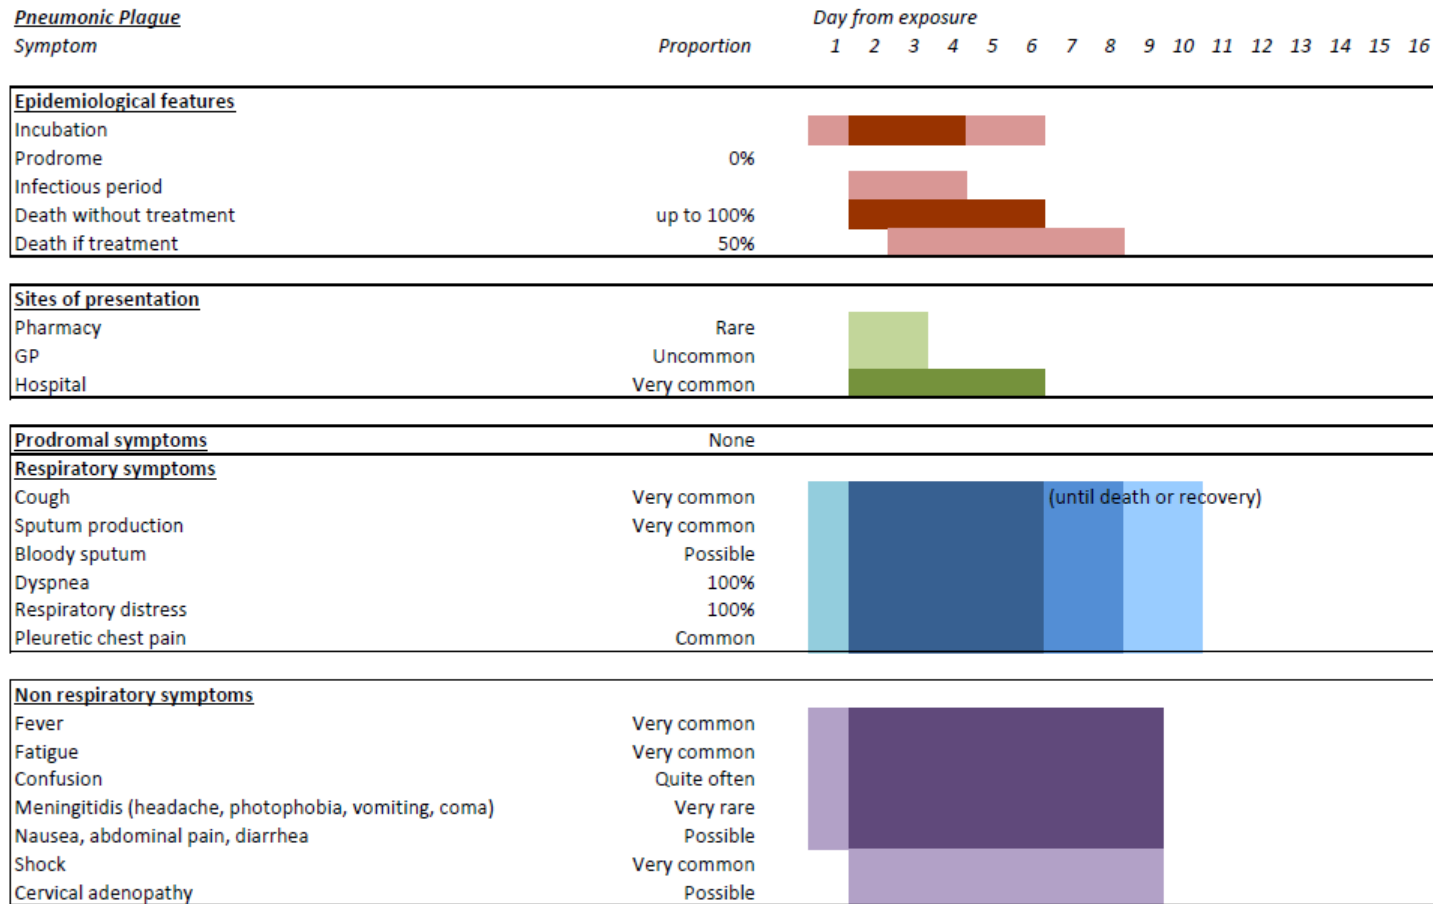 Pneumonic Plague Day from exposure
Symptom Proportion 1 2 3 4 5 6 7 8 9 10 11 12 13 14 15 16
Epidemiological features
Incubation
Prodrome 0%
Infectious period
Death without treatment up to 100%
Death if treatment 50%
Sites of presentation
Pharmacy Rare
GP Uncommon
Hospital Very common
Prodromal symptoms None
Respiratory symptoms
Cough Very common (until death or recovery)
Sputum production Very common
Bloody sputum Possible
Dyspnea 100%
Respiratory distress 100%
Pleuretic chest pain Common
Non respiratory symptoms
Fever Very common
Fatigue Very common
Confusion Quite often
Meningitidis (headache, photophobia, vomiting, coma) Very rare
Nausea, abdominal pain, diarrhea Possible
Shock Very common
Cervical adenopathy Possible